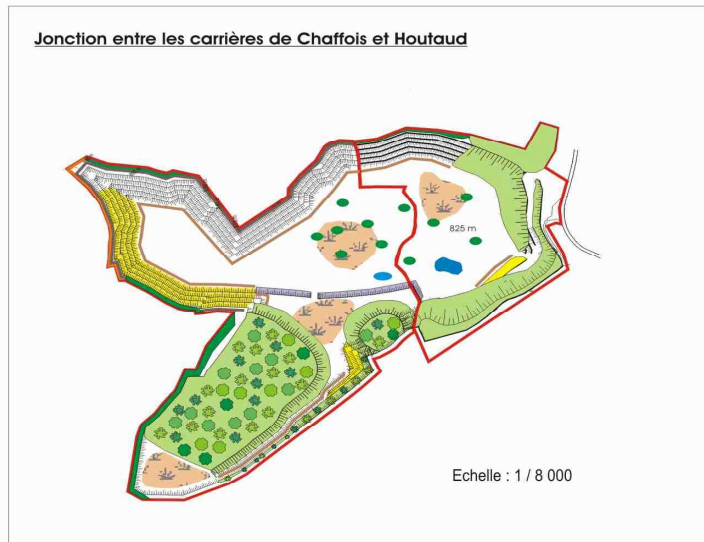 Jonction entre les carrières de Chaffois et Houtaud
825 m
Echelle : 1 / 8 000